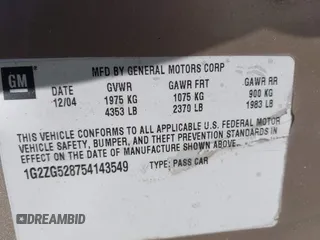 GM
MFD BY GENERAL MOTORS CORP
DATE GVWR GAWR FRT GAWR RR
12/04 1975 KG 1075 KG 900 KG
4353 LB 2370 LB 1983 LB
THIS VEHICLE CONFORMS TO ALL APPLICABLE U.S. FEDERAL MOTOR
VEHICLE SAFETY, BUMPER, AND THEFT PREVENTION STANDARDS
IN EFFECT ON THE DATE OF MANUFACTURE SHOWN ABOVE.
1G2ZG528754143549 TYPE: PASS CAR
AUTOBIDMASTER